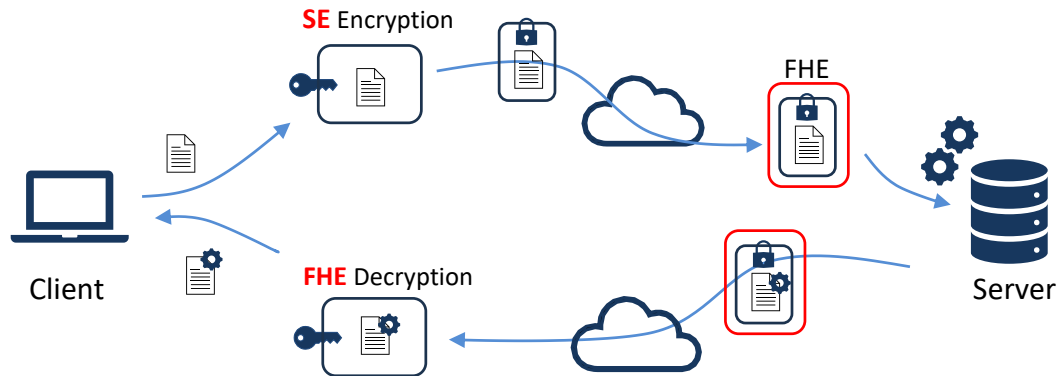 SE Encryption
FHE
Client
FHE Decryption
Server